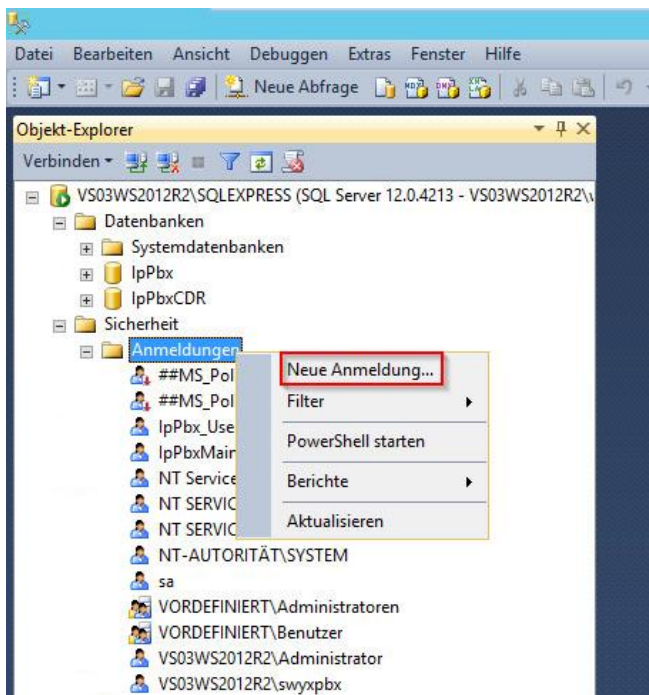 Datei Bearbeiten Ansicht Debuggen Extras Fenster Hilfe
Neue Abfrage
Objekt-Explorer
Verbinden
VS03WS2012R2\SQLEXPRESS (SQL Server 12.0.4213 - VS03WS2012R2\
Datenbanken
Systemdatenbanken
IpPbx
IpPbxCDR
Sicherheit
Anmeldungen
##MS_Pol
##MS_Pol
IpPbx_Use
IpPbxMain
NT Service
NT SERVIC
NT SERVIC
NT-AUTORITÄT\SYSTEM
sa
VORDEFINIERT\Administratoren
VORDEFINIERT\Benutzer
VS03WS2012R2\Administrator
VS03WS2012R2\swyxpbx
Neue Anmeldung...
Filter
PowerShell starten
Berichte
Aktualisieren